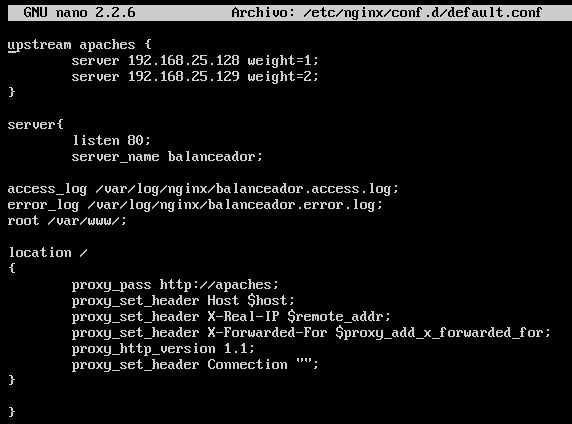 GNU nano 2.2.6 Archivo: /etc/nginx/conf.d/default.conf
upstream apaches {
server 192.168.25.128 weight=1;
server 192.168.25.129 weight=2;
}
server{
listen 80;
server_name balanceador;
access_log /var/log/nginx/balanceador.access.log;
error_log /var/log/nginx/balanceador.error.log;
root /var/www/;
location /
{
proxy_pass http://apaches;
proxy_set_header Host $host;
proxy_set_header X-Real-IP $remote_addr;
proxy_set_header X-Forwarded-For $proxy_add_x_forwarded_for;
proxy_http_version 1.1;
proxy_set_header Connection "";
}
}